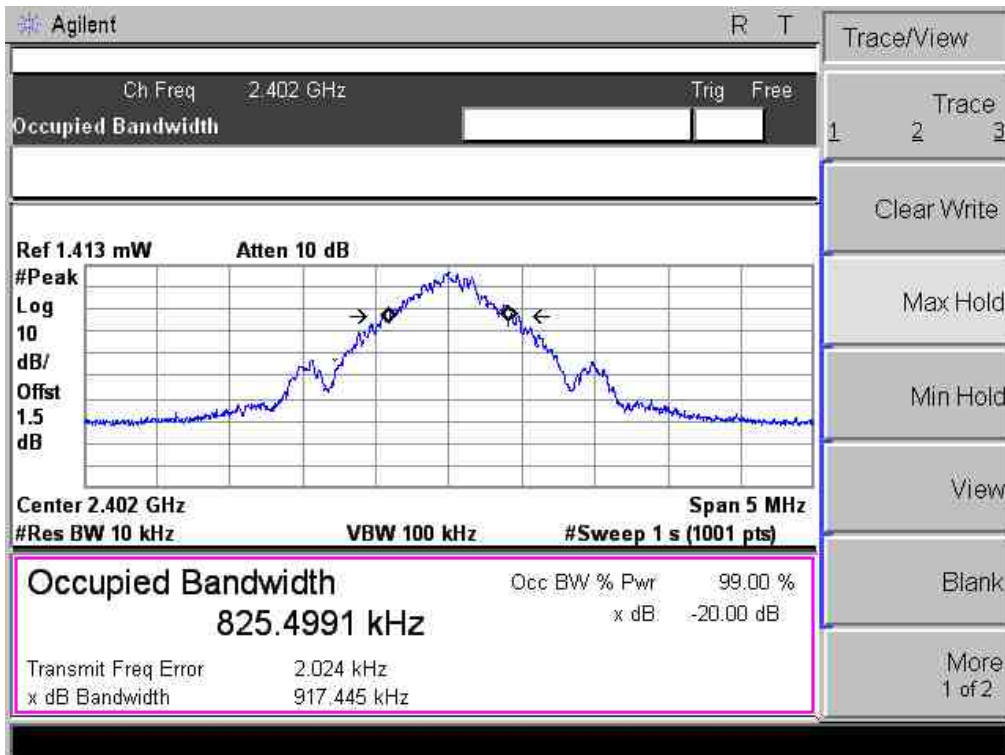 Agilent R T
Trace/View
Ch Freq 2.402 GHz Trig Free
Occupied Bandwidth
Trace
1 2 3
Clear Write
Max Hold
Min Hold
View
Blank
More
1 of 2
Ref 1.413 mW Atten 10 dB
#Peak
Log
10
dB/
Offst
1.5
dB
Center 2.402 GHz Span 5 MHz
#Res BW 10 kHz VBW 100 kHz #Sweep 1 s (1001 pts)
Occupied Bandwidth
825.4991 kHz
Occ BW % Pwr 99.00 %
x dB -20.00 dB
Transmit Freq Error 2.024 kHz
x dB Bandwidth 917.445 kHz